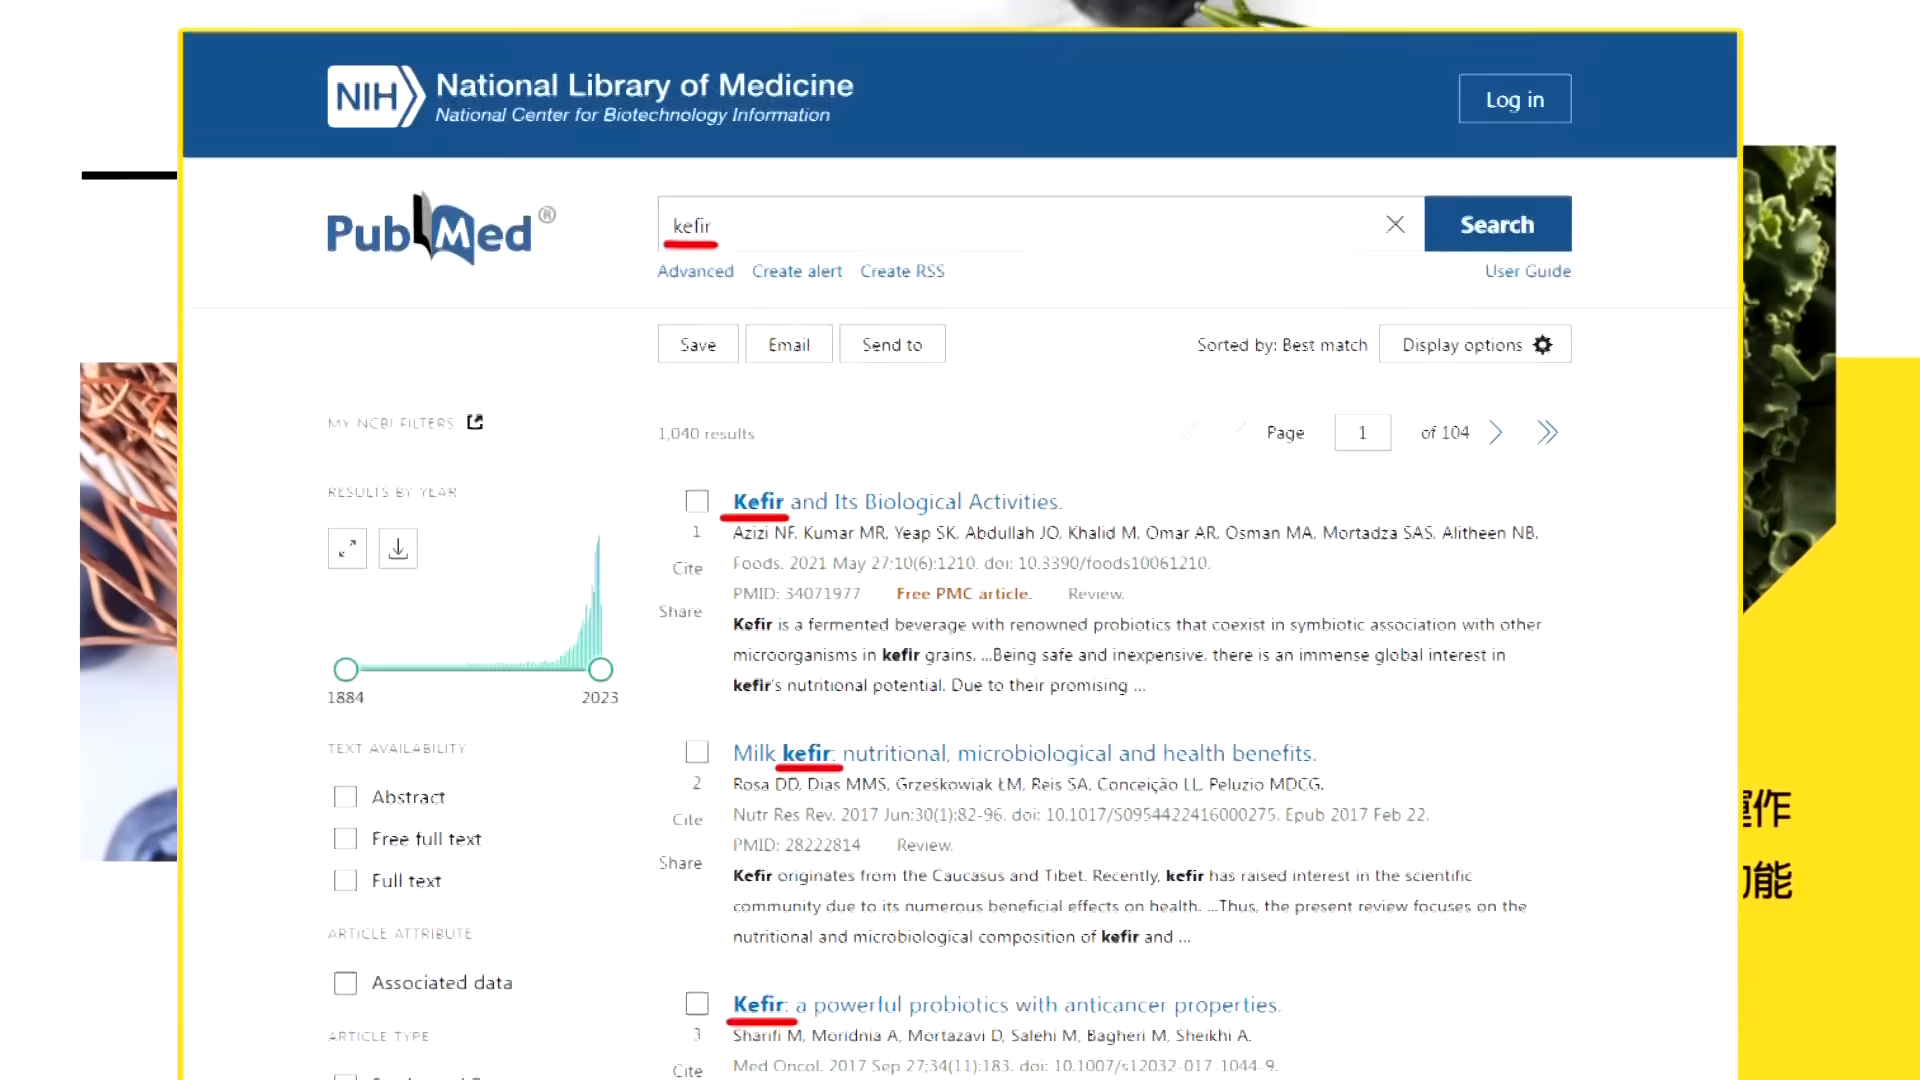 NIH National Library of Medicine
National Center for Biotechnology Information
Log in
PubMed®
kefir
Search
Advanced Create alert Create RSS
User Guide
Save Email Send to
Sorted by: Best match Display options
MY NCBI FILTERS
1,040 results
Page 1 of 104
RESULTS BY YEAR
1884 2023
TEXT AVAILABILITY
Abstract
Free full text
Full text
ARTICLE ATTRIBUTE
Associated data
ARTICLE TYPE
Kefir and Its Biological Activities.
1
Azizi NF, Kumar MR, Yeap SK, Abdullah JO, Khalid M, Omar AR, Osman MA, Mortadza SAS, Alitheen NB.
Cite
Foods. 2021 May 27;10(6):1210. doi: 10.3390/foods10061210.
PMID: 34071977 Free PMC article. Review.
Share
Kefir is a fermented beverage with renowned probiotics that coexist in symbiotic association with other
microorganisms in kefir grains. ...Being safe and inexpensive, there is an immense global interest in
kefir's nutritional potential. Due to their promising ...
Milk kefir: nutritional, microbiological and health benefits.
2
Rosa DD, Dias MMS, Grześkowiak ŁM, Reis SA, Conceição LL, Peluzio MDCG.
Cite
Nutr Res Rev. 2017 Jun;30(1):82-96. doi: 10.1017/S0954422416000275. Epub 2017 Feb 22.
PMID: 28222814 Review.
Share
Kefir originates from the Caucasus and Tibet. Recently, kefir has raised interest in the scientific
community due to its numerous beneficial effects on health. ...Thus, the present review focuses on the
nutritional and microbiological composition of kefir and ...
Kefir: a powerful probiotics with anticancer properties.
3
Sharifi M, Moridnia A, Mortazavi D, Salehi M, Bagheri M, Sheikhi A.
Cite
Med Oncol. 2017 Sep 27;34(11):183. doi: 10.1007/s12032-017-1044-9.
作
能